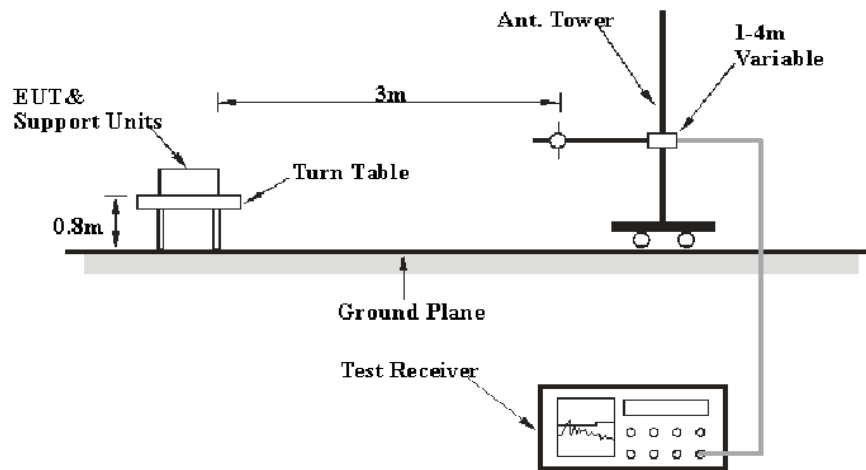 Ant. Tower
1-4m
Variable
3m
EUT &
Support Units
Turn Table
0.8m
Ground Plane
Test Receiver